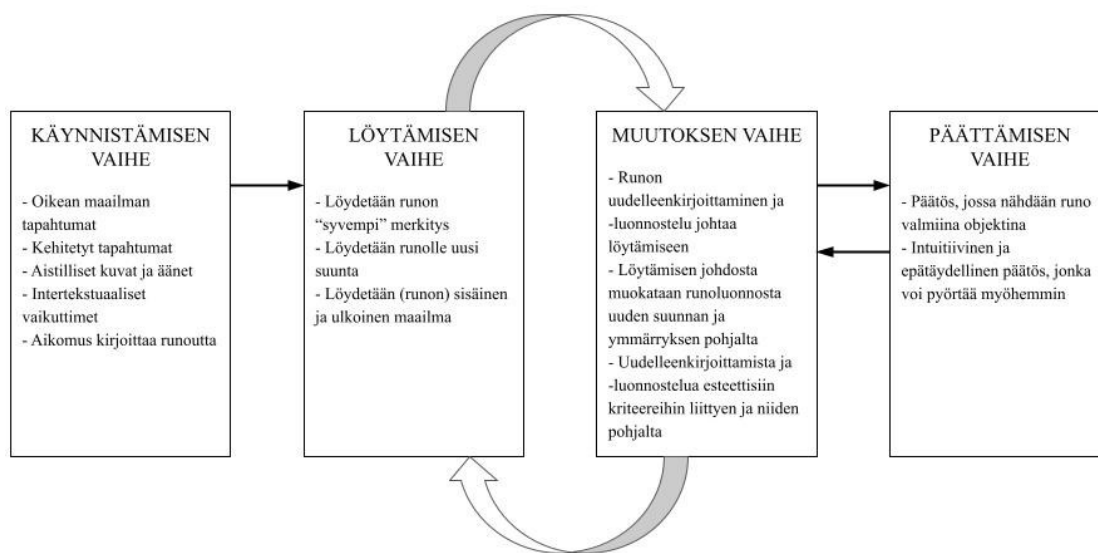 KÄYNNISTÄMISEN
VAIHE
- Oikean maailman
tapahtumat
- Kehitetyt tapahtumat
- Aistilliset kuvat ja äänet
- Intertekstuaaliset
vaikuttimet
- Aikomus kirjoittaa runoutta
LÖYTÄMISEN
VAIHE
- Löydetään runon
“syvempi” merkitys
- Löydetään runolle uusi
suunta
- Löydetään (runon) sisäinen
ja ulkoinen maailma
MUUTOKSEN VAIHE
- Runon
uudelleenkirjoittaminen ja
-luonnostelu johtaa
löytämiseen
- Löytämisen johdosta
muokataan runoluonnosta
uuden suunnan ja
ymmärryksen pohjalta
- Uudelleenkirjoittamista ja
-luonnostelua esteettisiin
kriteereihin liittyen ja niiden
pohjalta
PÄÄTTÄMISEN
VAIHE
- Päätös, jossa nähdään runo
valmiina objektina
- Intuitiivinen ja
epätäydellinen päätös, jonka
voi pyörtää myöhemmin